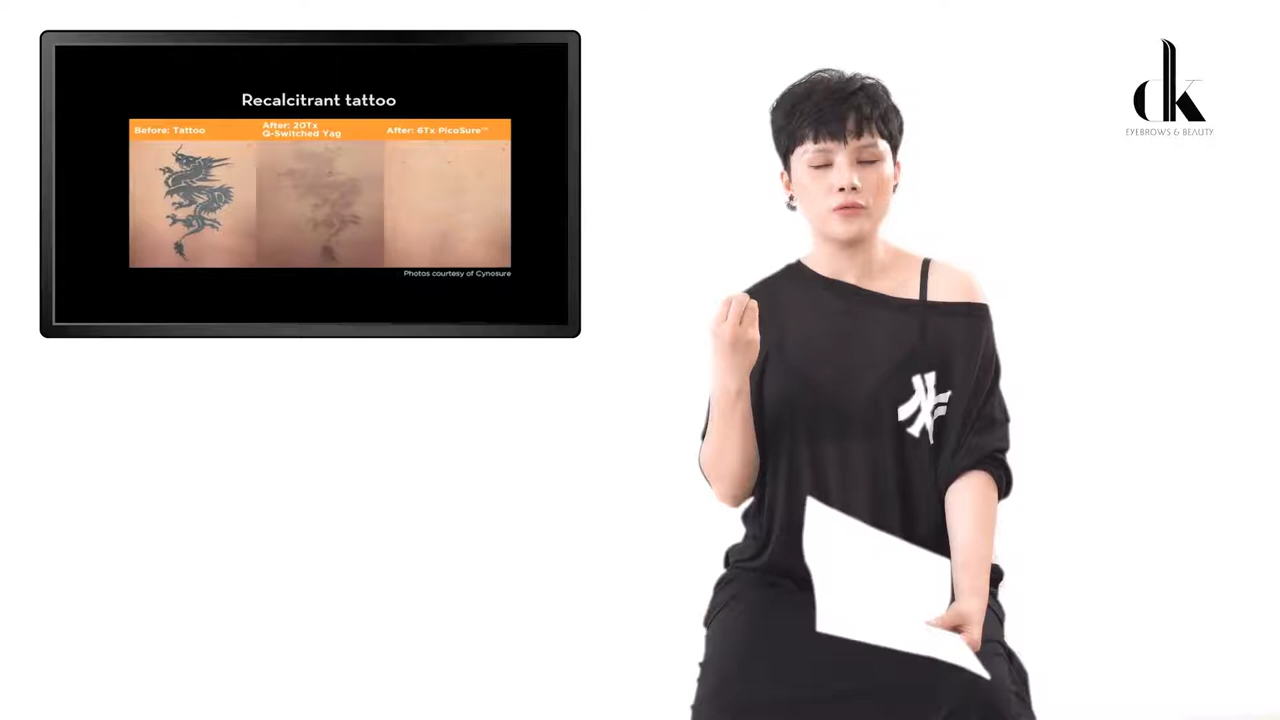 Recalcitrant tattoo
Before: Tattoo
After: 20Tx
Q-Switched Yag
After: 6Tx PicoSure™
Photos courtesy of Cynosure
dk
EYEBROWS & BEAUTY